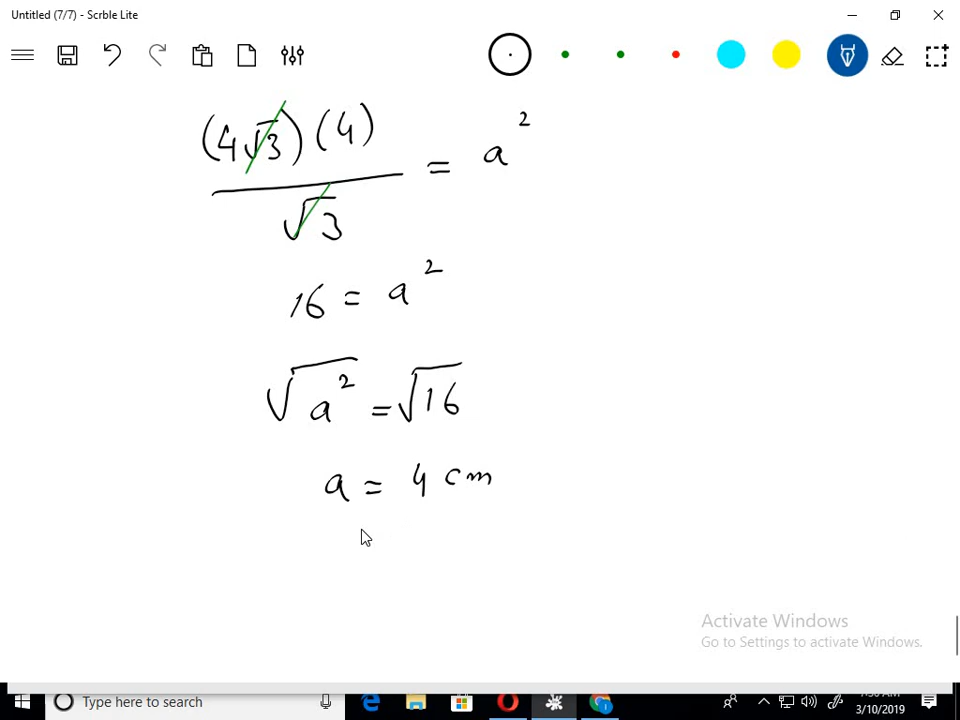 Untitled (7/7) - Scrble Lite
(4√3)(4)
───── = a²
√3
16 = a²
√a² = √16
a = 4 cm
Activate Windows
Go to Settings to activate Windows.
Type here to search
3/10/2019